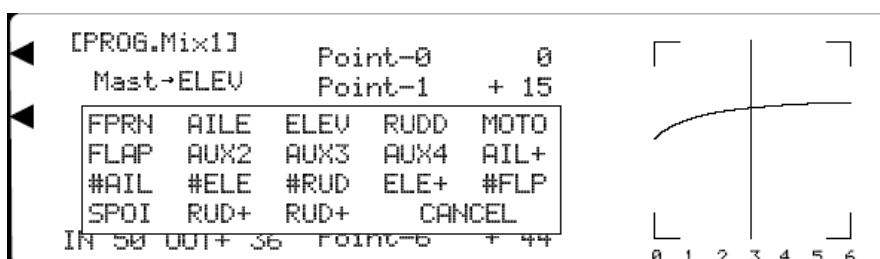 [PROG.Mix1]
Point-0 0
Mast→ELEV Point-1 + 15
FPRN AILE ELEV RUDD MOTO
FLAP AUX2 AUX3 AUX4 AIL+
#AIL #ELE #RUD ELE+ #FLP
SPOI RUD+ RUD+ CANCEL
IN 50 OUT+ 36 Point-6 + 44
0 1 2 3 4 5 6